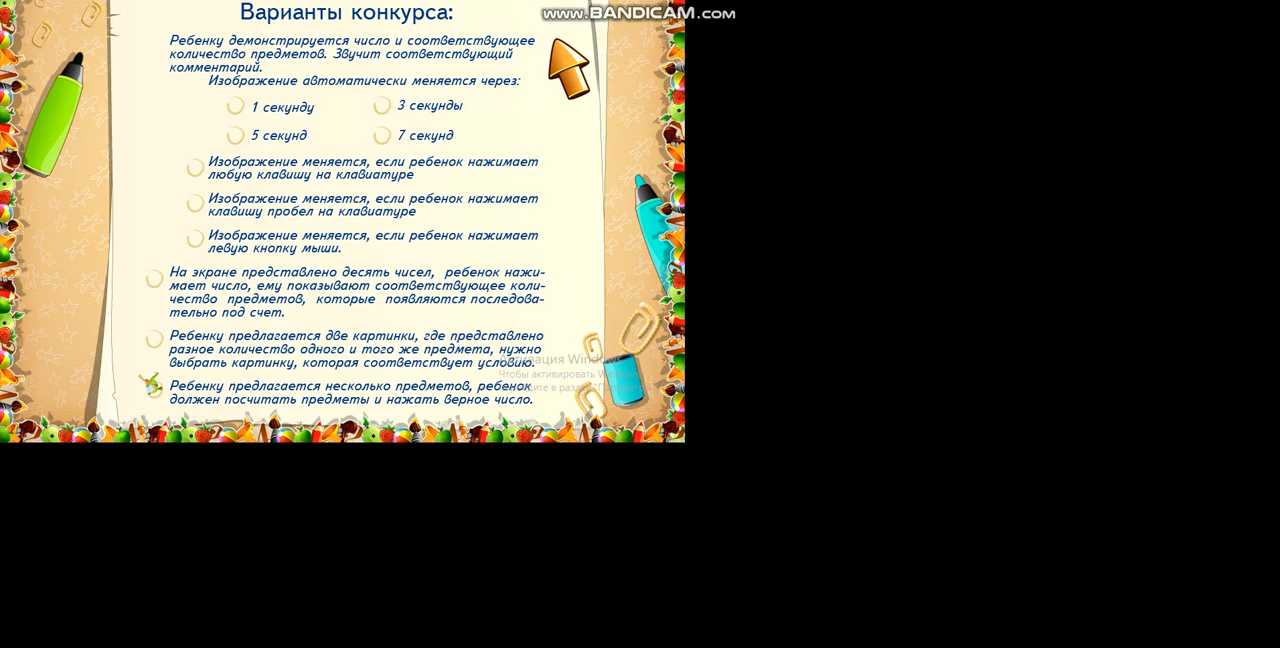 Варианты конкурса:
www.BANDICAM.com
Ребенку демонстрируется число и соответствующее
количество предметов. Звучит соответствующий
комментарий.
Изображение автоматически меняется через:
1 секунду
3 секунды
5 секунд
7 секунд
Изображение меняется, если ребенок нажимает
любую клавишу на клавиатуре
Изображение меняется, если ребенок нажимает
клавишу пробел на клавиатуре
Изображение меняется, если ребенок нажимает
левую кнопку мыши.
На экране представлено десять чисел, ребенок нажи-
мает число, ему показывают соответствующее коли-
чество предметов, которые появляются последова-
тельно под счет.
Ребенку предлагается две картинки, где представлено
разное количество одного и того же предмета, нужно
выбрать картинку, которая соответствует условию.
Активация Windows
Чтобы активировать
в раздел
Ребенку предлагается несколько предметов, ребенок
должен посчитать предметы и нажать верное число.